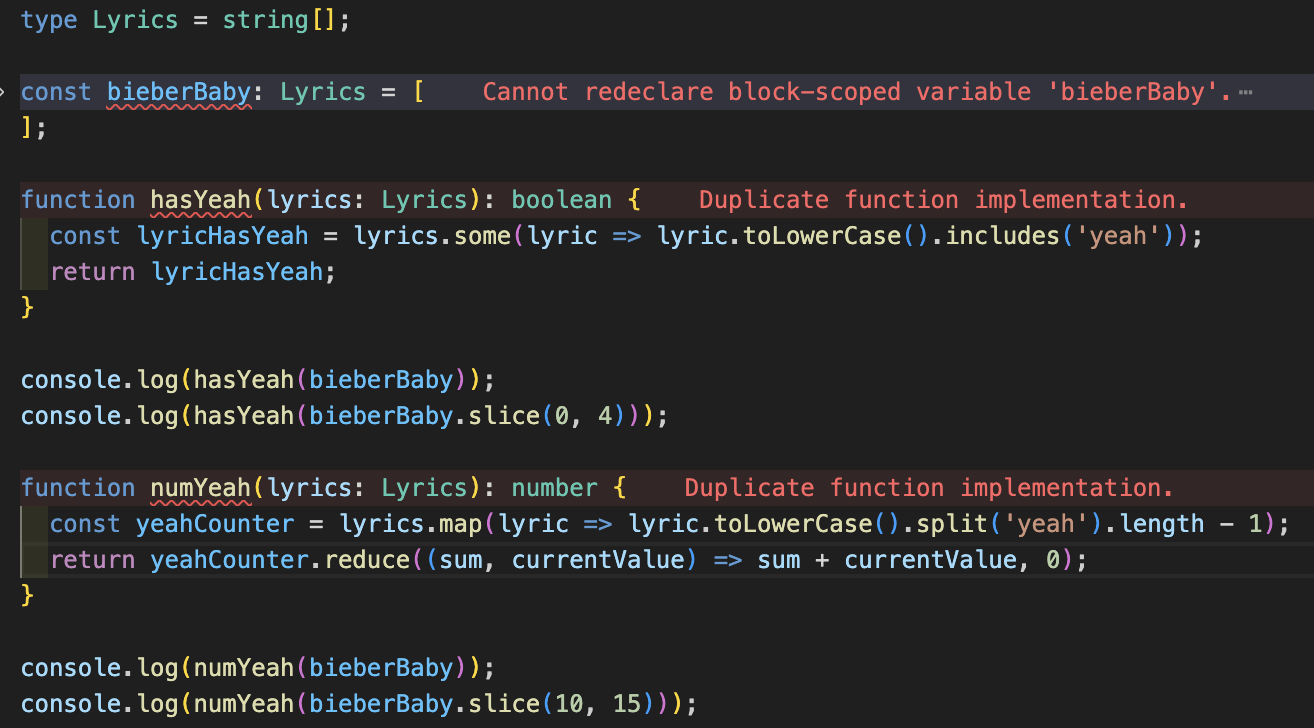 type Lyrics = string[];
const bieberBaby: Lyrics = [ Cannot redeclare block-scoped variable 'bieberBaby'. ⋯
];
function hasYeah(lyrics: Lyrics): boolean { Duplicate function implementation.
const lyricHasYeah = lyrics.some(lyric => lyric.toLowerCase().includes('yeah'));
return lyricHasYeah;
}
console.log(hasYeah(bieberBaby));
console.log(hasYeah(bieberBaby.slice(0, 4)));
function numYeah(lyrics: Lyrics): number { Duplicate function implementation.
const yeahCounter = lyrics.map(lyric => lyric.toLowerCase().split('yeah').length - 1);
return yeahCounter.reduce((sum, currentValue) => sum + currentValue, 0);
}
console.log(numYeah(bieberBaby));
console.log(numYeah(bieberBaby.slice(10, 15)));